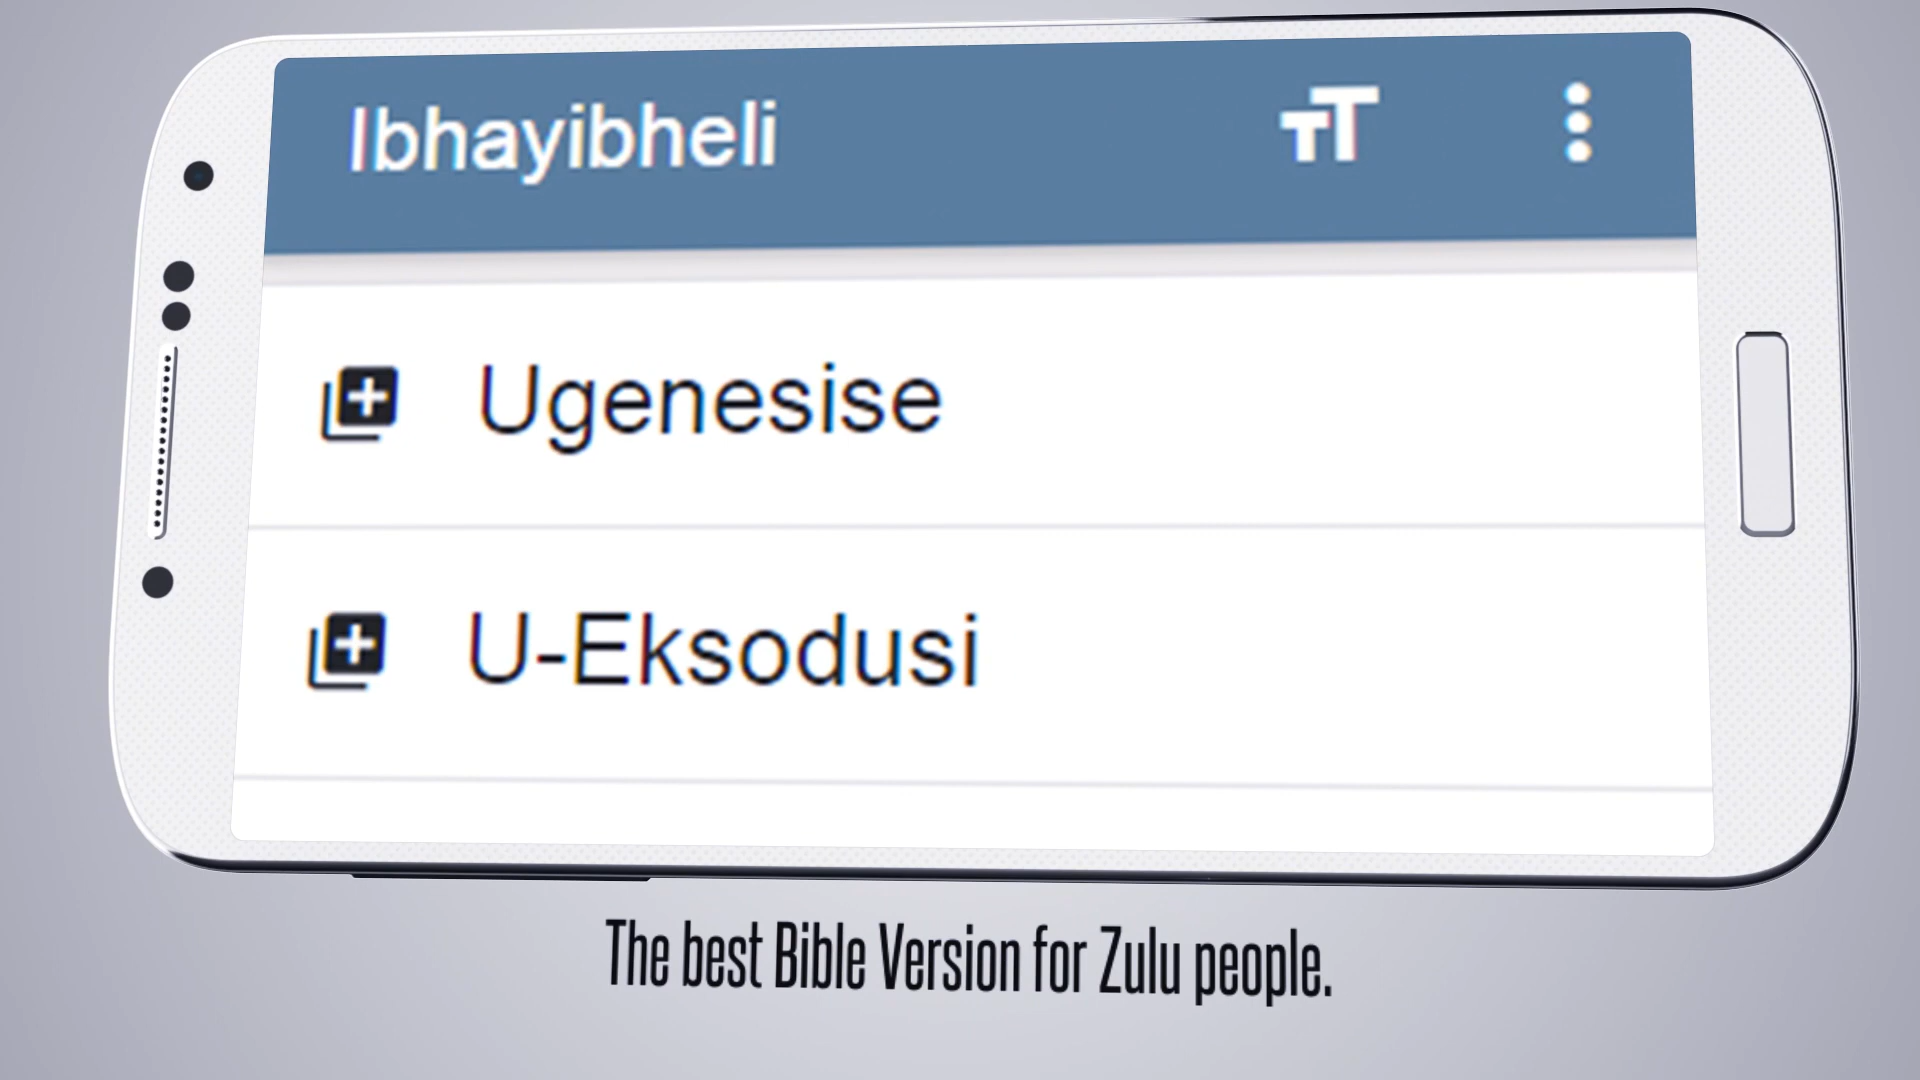 Ibhayibheli
Ugenesise
U-Eksodusi
The best Bible Version for Zulu people.